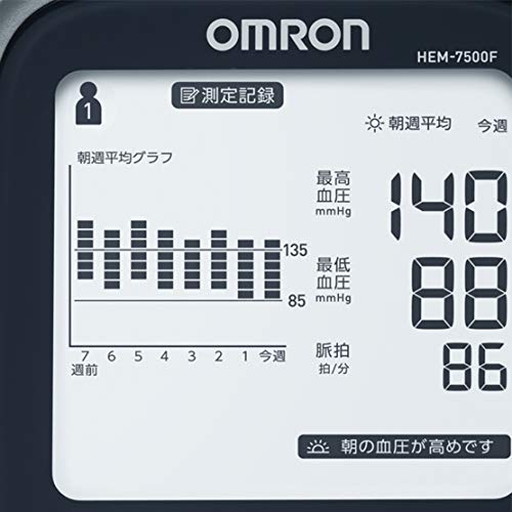 OMRON
HEM-7500F
1
測定記録
朝週平均 今週
朝週平均グラフ
最高
血圧
mmHg
140
135
最低
血圧
mmHg
88
85
7 6 5 4 3 2 1 今週
週前
脈拍
拍/分
86
朝の血圧が高めです